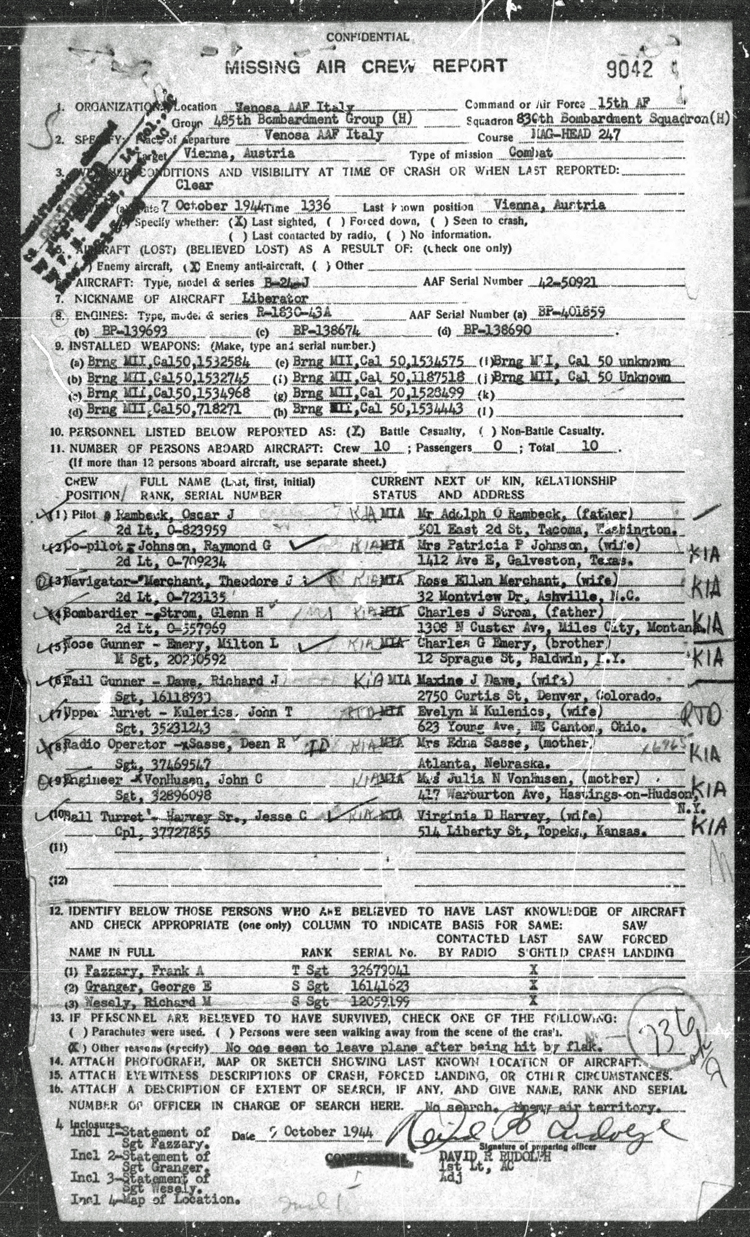 CONFIDENTIAL
MISSING AIR CREW REPORT 9042
1. ORGANIZATION: Location Venosa AAF Italy Command or Air Force 15th AF
Group 485th Bombardment Group (H) Squadron 830th Bombardment Squadron(H)
2. SPECIFY: Place of departure Venosa AAF Italy Course MAG-HEAD 247
Target Vienna, Austria Type of mission Combat
3. CONDITIONS AND VISIBILITY AT TIME OF CRASH OR WHEN LAST REPORTED:
Clear
7 October 1944 Time 1336 Last known position Vienna, Austria
Specify whether: (X) Last sighted, ( ) Forced down, ( ) Seen to crash,
( ) Last contacted by radio, ( ) No information.
AIRCRAFT (LOST) (BELIEVED LOST) AS A RESULT OF: (Check one only)
( ) Enemy aircraft, (X) Enemy anti-aircraft, ( ) Other
AIRCRAFT: Type, model & series B-24-J AAF Serial Number 42-50921
7. NICKNAME OF AIRCRAFT Liberator
8. ENGINES: Type, model & series R-1830-43A AAF Serial Number (a) BP-401859
(b) BP-139693 (c) BP-138674 (d) BP-138690
9. INSTALLED WEAPONS: (Make, type and serial number.)
(a) Brng MII,Cal50,1532584 (e) Brng MII,Cal 50,1534575 (i)Brng MII, Cal 50 unknown
(b) Brng MII,Cal50,1532745 (f) Brng MII,Cal 50,1187518 (j)Brng MII, Cal 50 Unknown
(c) Brng MII,Cal50,1534968 (g) Brng MII,Cal 50,1528499 (k)
(d) Brng MII,Cal50,718271 (h) Brng MII,Cal 50,1534443 (l)
10. PERSONNEL LISTED BELOW REPORTED AS: (X) Battle Casualty, ( ) Non-Battle Casualty.
11. NUMBER OF PERSONS ABOARD AIRCRAFT: Crew 10 ; Passengers 0 ; Total 10
(If more than 12 persons aboard aircraft, use separate sheet.)
CREW FULL NAME (Last, first, initial) CURRENT NEXT OF KIN, RELATIONSHIP
POSITION/ RANK, SERIAL NUMBER STATUS AND ADDRESS
(1) Pilot - Rambeck, Oscar J KIA MIA Mr Adolph O Rambeck, (father)
2d Lt, O-823959 501 East 2d St, Tacoma, Washington.
(2) Co-pilot - Johnson, Raymond G KIA MIA Mrs Patricia P Johnson, (wife) KIA
2d Lt, O-709234 1412 Ave E, Galveston, Texas.
(3) Navigator- Merchant, Theodore J KIA MIA Rose Ellen Merchant, (wife) KIA
2d Lt, O-723135 32 Montview Dr, Ashville, N.C.
(4) Bombardier - Strom, Glenn H KIA MIA Charles J Strom, (father) KIA
2d Lt, O-557969 1308 N Custer Ave, Miles City, Montana
(5) Nose Gunner - Emery, Milton L KIA MIA Charles G Emery, (brother) KIA
M Sgt, 20230592 12 Sprague St, Baldwin, N.Y.
(6) Tail Gunner - Dawe, Richard J KIA MIA Maxine J Dawe, (wife)
Sgt, 16118933 2750 Curtis St, Denver, Colorado.
(7) Upper Turret - Kulenics, John T RTD MIA Evelyn M Kulenics, (wife) RTD
Sgt, 35231243 623 Young Ave, NE Canton, Ohio.
(8) Radio Operator - Sasse, Dean R TD KIA MIA Mrs Edna Sasse, (mother) KIA
Sgt, 37469547 Atlanta, Nebraska.
(9) Engineer - VonHusen, John C KIA MIA Mrs Julia N VonHusen, (mother) KIA
Sgt, 32896098 417 Warburton Ave, Hastings-on-Hudson
N.Y.
(10) Ball Turret - Harvey Sr., Jesse C KIA MIA Virginia D Harvey, (wife) KIA
Cpl, 37727855 514 Liberty St, Topeka, Kansas.
(11)
(12)
12. IDENTIFY BELOW THOSE PERSONS WHO ARE BELIEVED TO HAVE LAST KNOWLEDGE OF AIRCRAFT
AND CHECK APPROPRIATE (one only) COLUMN TO INDICATE BASIS FOR SAME: SAW
CONTACTED LAST SAW FORCED
NAME IN FULL RANK SERIAL No. BY RADIO SIGHTED CRASH LANDING
(1) Fazzary, Frank A T Sgt 32679041 X
(2) Granger, George E S Sgt 16141623 X
(3) Wesely, Richard M S Sgt 12059199 X
13. IF PERSONNEL ARE BELIEVED TO HAVE SURVIVED, CHECK ONE OF THE FOLLOWING:
( ) Parachutes were used. ( ) Persons were seen walking away from the scene of the crash.
(X) Other reasons (specify) No one seen to leave plane after being hit by flak.
736
14. ATTACH PHOTOGRAPH, MAP OR SKETCH SHOWING LAST KNOWN LOCATION OF AIRCRAFT.
15. ATTACH EYEWITNESS DESCRIPTIONS OF CRASH, FORCED LANDING, OR OTHER CIRCUMSTANCES.
16. ATTACH A DESCRIPTION OF EXTENT OF SEARCH, IF ANY, AND GIVE NAME, RANK AND SERIAL
NUMBER OF OFFICER IN CHARGE OF SEARCH HERE. No search. Enemy air territory.
4 Inclosures
Incl 1-Statement of Date 9 October 1944
Sgt Fazzary. Signature of preparing officer
Incl 2-Statement of CONFIDENTIAL DAVID R RUDOLPH
Sgt Granger. 1st Lt, AC
Incl 3-Statement of Adj
Sgt Wesely.
Incl 4-Map of Location.